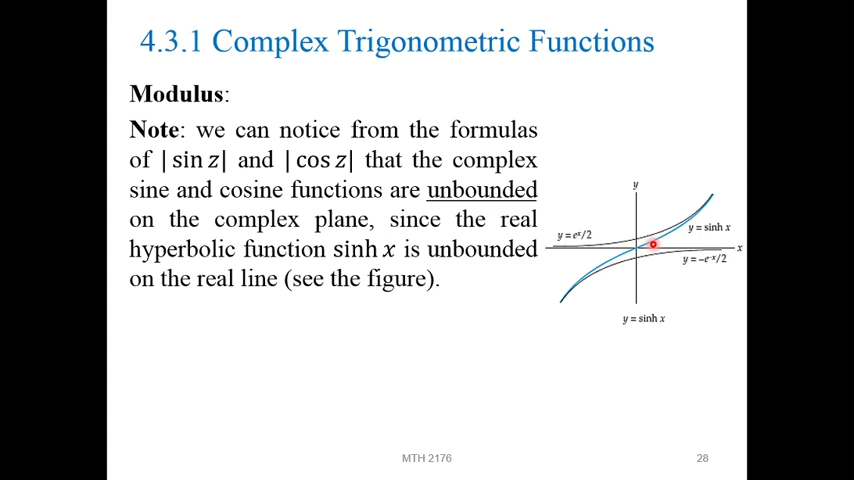 4.3.1 Complex Trigonometric Functions
Modulus:
Note: we can notice from the formulas
of |sin z| and |cos z| that the complex
sine and cosine functions are unbounded
on the complex plane, since the real
hyperbolic function sinh x is unbounded
on the real line (see the figure).
y
y = eˣ/2
y = sinh x
x
y = –e⁻ˣ/2
y = sinh x
MTH 2176
28